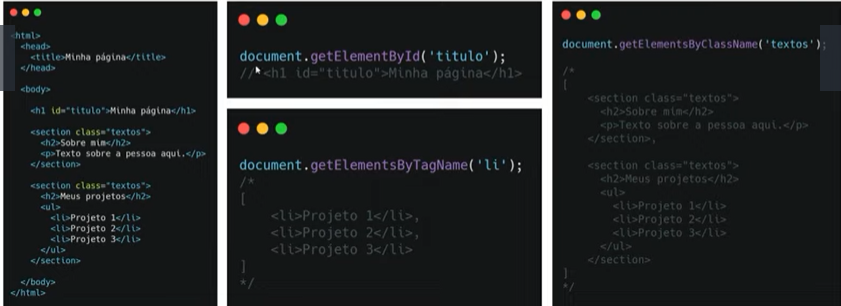 <html>
<head>
<title>Minha página</title>
</head>
<body>
<h1 id="titulo">Minha página</h1>
<section class="textos">
<h2>Sobre mim</h2>
<p>Texto sobre a pessoa aqui.</p>
</section>
<section class="textos">
<h2>Meus projetos</h2>
<ul>
<li>Projeto 1</li>
<li>Projeto 2</li>
<li>Projeto 3</li>
</ul>
</section>
</body>
</html>
document.getElementById('titulo');
// <h1 id="titulo">Minha página</h1>
document.getElementsByTagName('li');
/*
[
<li>Projeto 1</li>,
<li>Projeto 2</li>,
<li>Projeto 3</li>
]
*/
document.getElementsByClassName('textos');
/*
[
<section class="textos">
<h2>Sobre mim</h2>
<p>Texto sobre a pessoa aqui.</p>
</section>,
<section class="textos">
<h2>Meus projetos</h2>
<ul>
<li>Projeto 1</li>
<li>Projeto 2</li>
<li>Projeto 3</li>
</ul>
</section>
]
*/